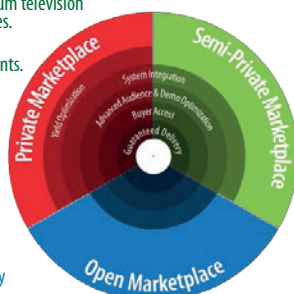 um television
es.
nts.
Private Marketplace
Semi-Private Marketplace
Yield Optimization
System Integration
Advanced Audience & Demo Optimization
Buyer Access
Guaranteed Delivery
Open Marketplace
y